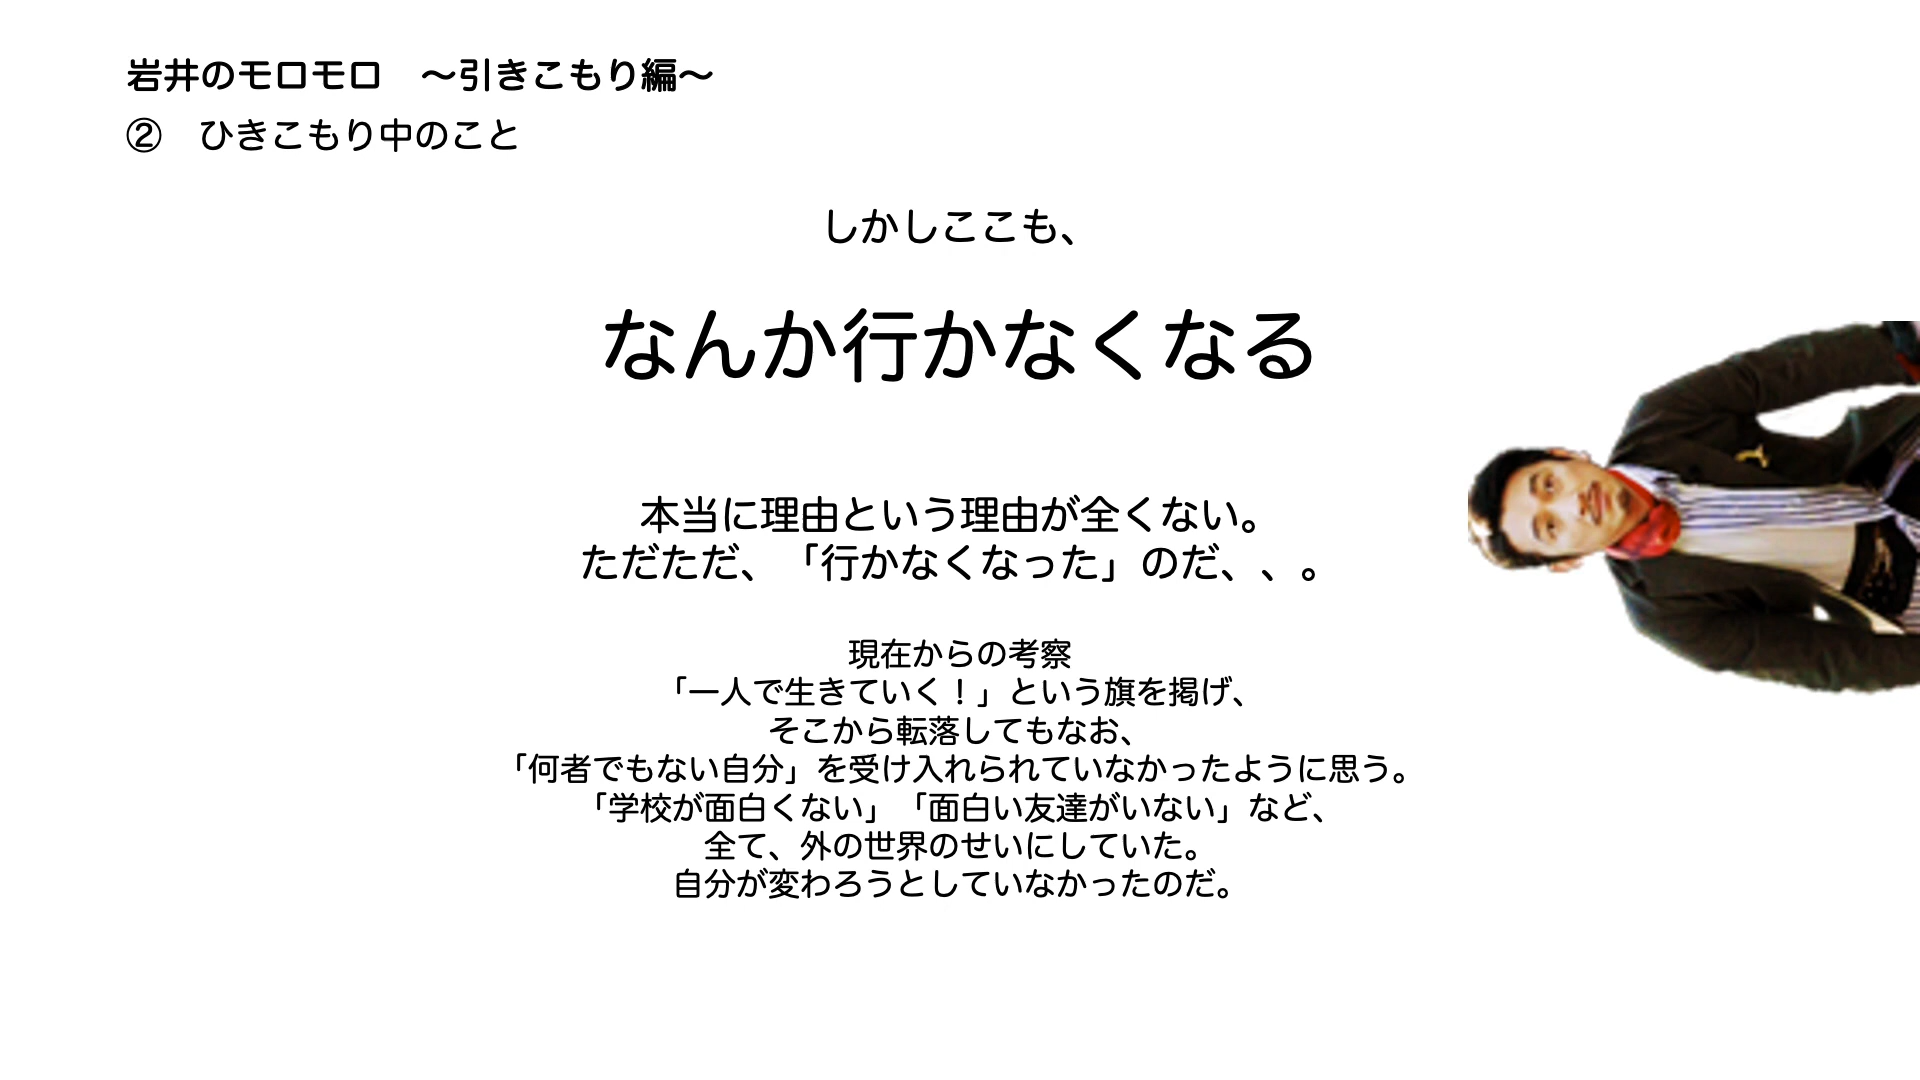 岩井のモロモロ　～引きこもり編～
②　ひきこもり中のこと
しかしここも、
なんか行かなくなる
本当に理由という理由が全くない。
ただただ、「行かなくなった」のだ、、。
現在からの考察
「一人で生きていく！」という旗を掲げ、
そこから転落してもなお、
「何者でもない自分」を受け入れられていなかったように思う。
「学校が面白くない」「面白い友達がいない」など、
全て、外の世界のせいにしていた。
自分が変わろうとしていなかったのだ。